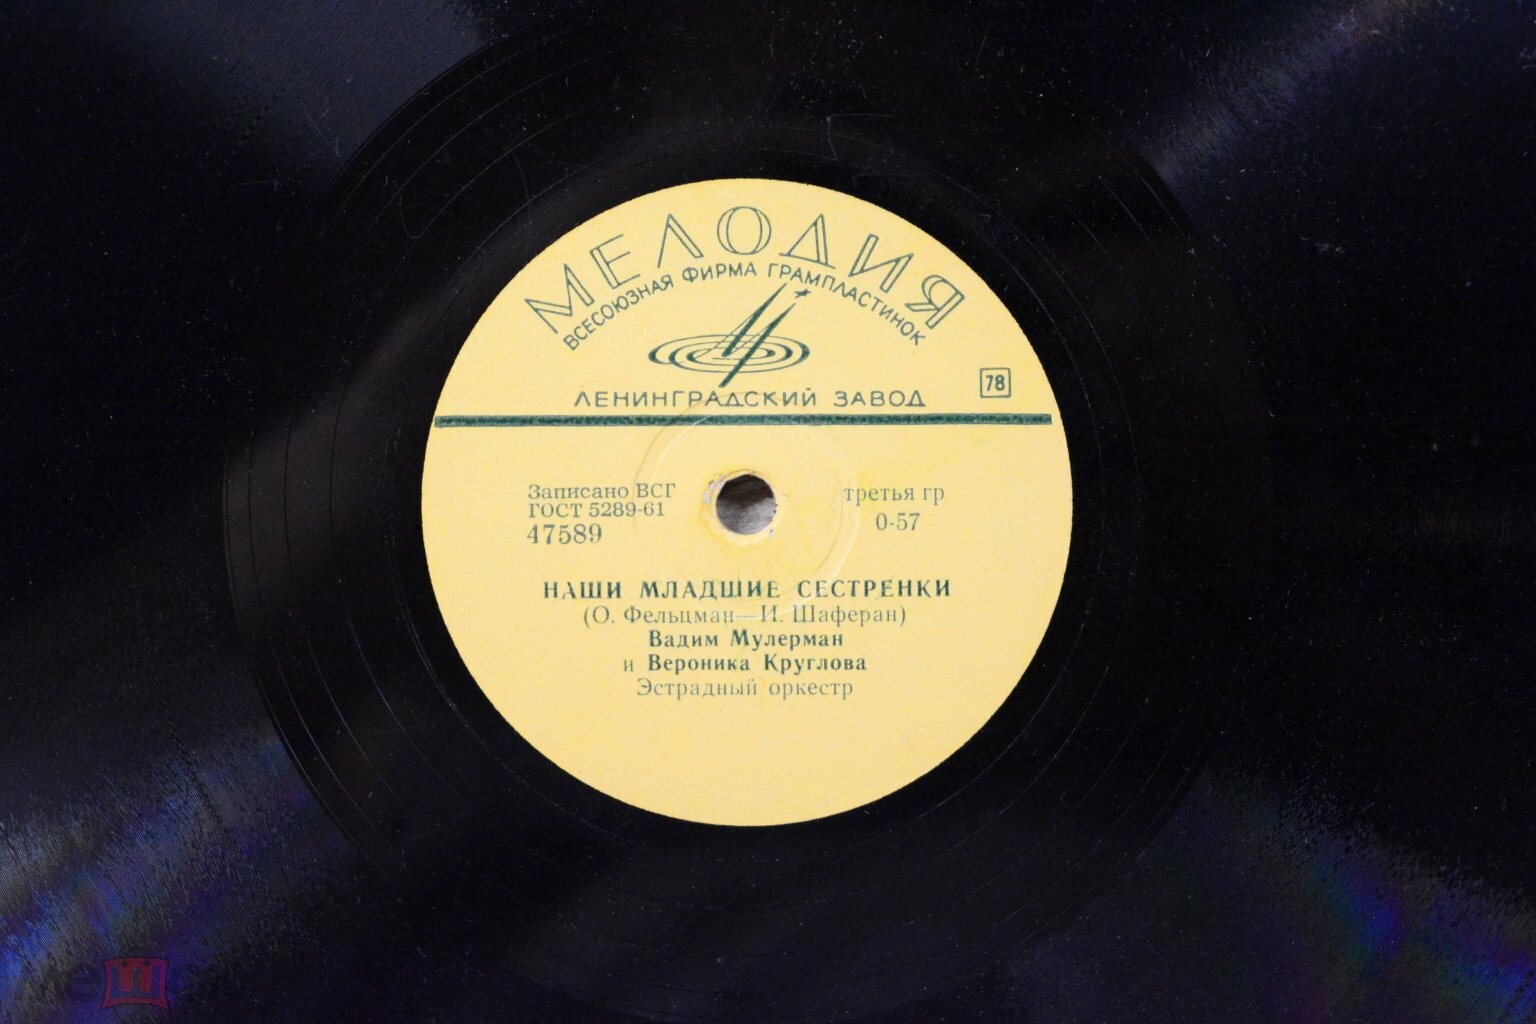 МЕЛОДИЯ
ВСЕСОЮЗНАЯ ФИРМА ГРАМПЛАСТИНОК
ЛЕНИНГРАДСКИЙ ЗАВОД
78
Записано ВСГ
ГОСТ 5289-61
47589
третья гр
0-57
НАШИ МЛАДШИЕ СЕСТРЕНКИ
(О. Фельцман—И. Шаферан)
Вадим Мулерман
и Вероника Круглова
Эстрадный оркестр